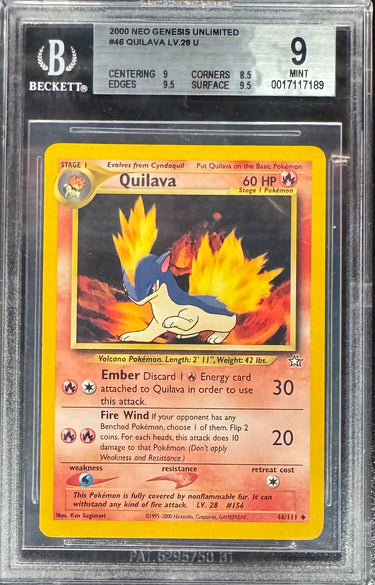 2000 NEO GENESIS UNLIMITED
#46 QUILAVA LV.28 U
BECKETT®
CENTERING 9 CORNERS 8.5
EDGES 9.5 SURFACE 9.5
9
MINT
0017117189
STAGE 1 Evolves from Cyndaquil Put Quilava on the Basic Pokémon
Quilava 60 HP
Stage 1 Pokémon
Volcano Pokémon. Length: 2' 11", Weight: 42 lbs.
Ember Discard 1 Energy card
attached to Quilava in order to use
this attack.
30
Fire Wind If your opponent has any
Benched Pokémon, choose 1 of them. Flip 2
coins. For each heads, this attack does 10
damage to that Pokémon. (Don't apply
Weakness and Resistance.)
20
weakness resistance retreat cost
This Pokémon is fully covered by nonflammable fur. It can
withstand any kind of fire attack. LV. 28 #156
Illus. Ken Sugimori ©1995-2000 Nintendo, Creatures, GAMEFREAK. 46/111
PAT. 6295750 B1